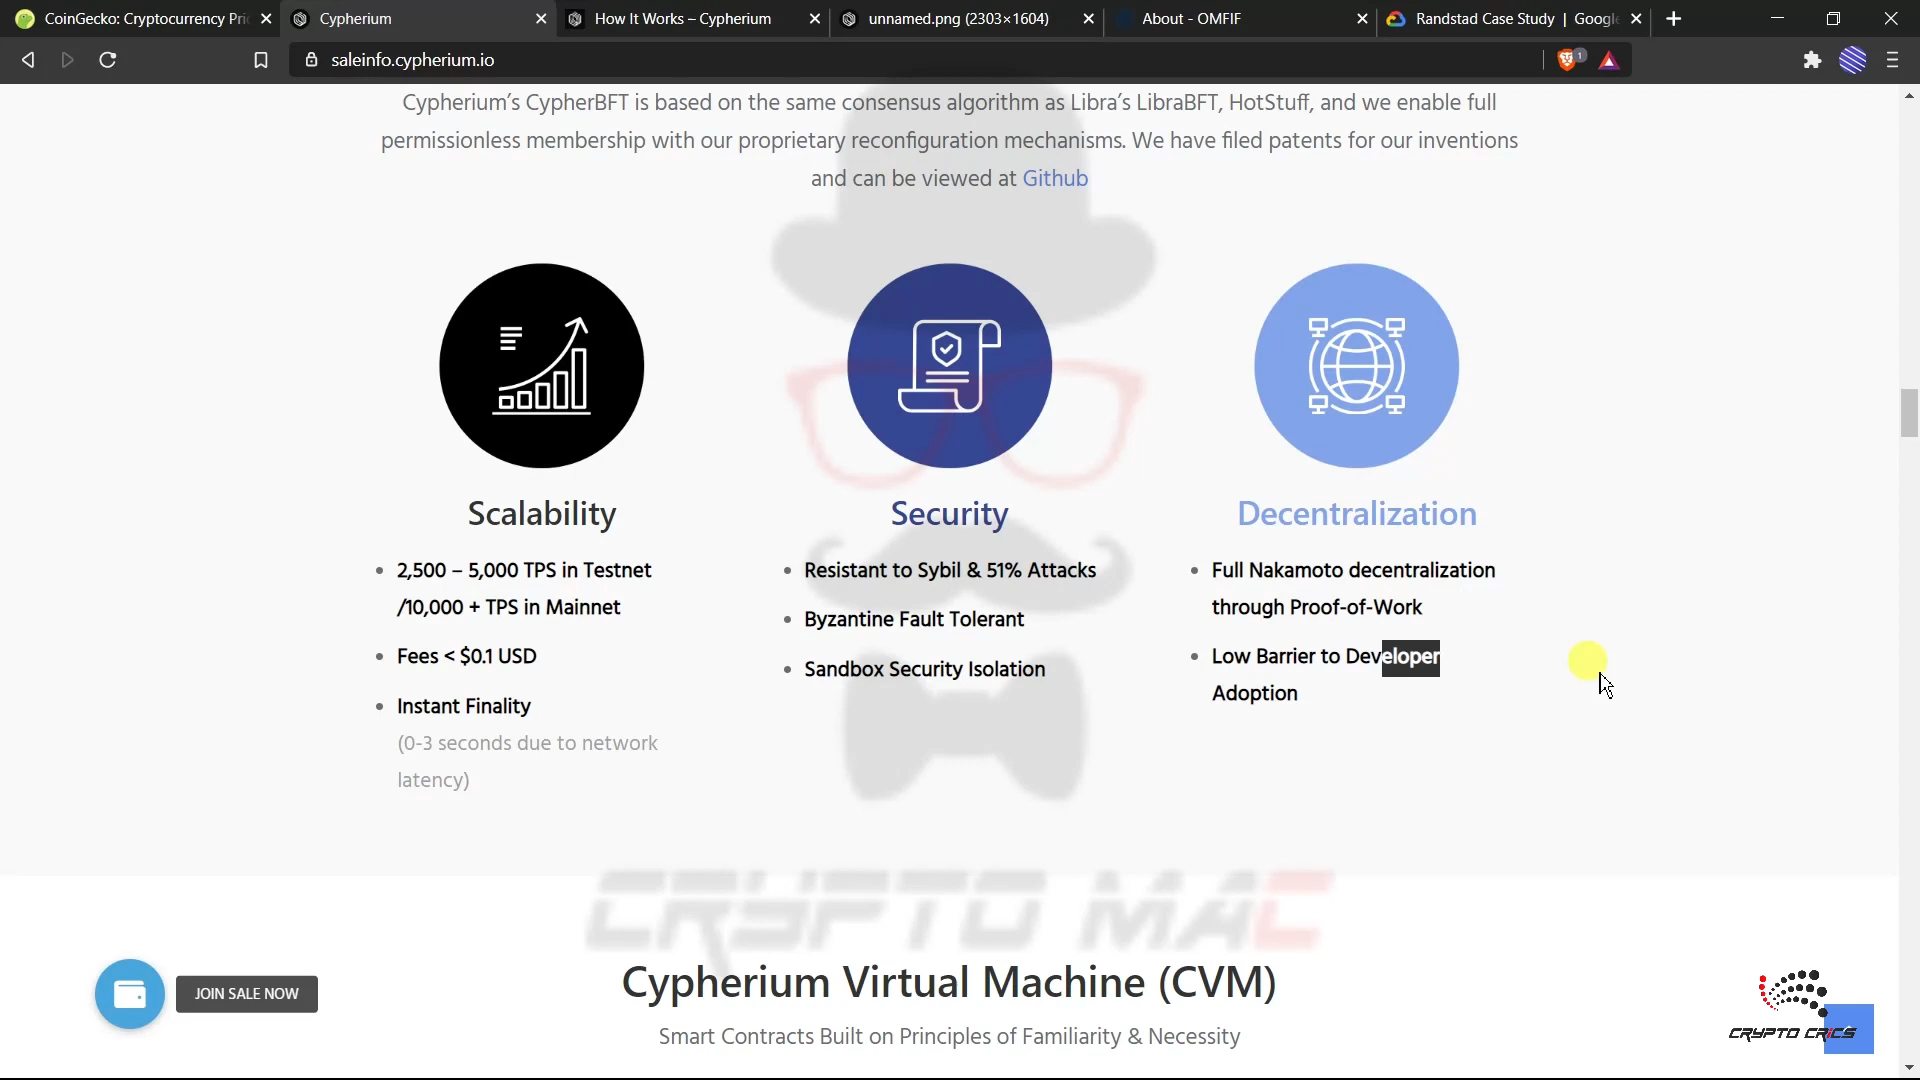 CoinGecko: Cryptocurrency Pri
Cypherium
How It Works – Cypherium
unnamed.png (2303×1604)
About - OMFIF
Randstad Case Study | Google
saleinfo.cypherium.io
1
Cypherium’s CypherBFT is based on the same consensus algorithm as Libra’s LibraBFT, HotStuff, and we enable full
permissionless membership with our proprietary reconfiguration mechanisms. We have filed patents for our inventions
and can be viewed at Github
Scalability
2,500 – 5,000 TPS in Testnet
/10,000 + TPS in Mainnet
Fees < $0.1 USD
Instant Finality
(0-3 seconds due to network
latency)
Security
Resistant to Sybil & 51% Attacks
Byzantine Fault Tolerant
Sandbox Security Isolation
Decentralization
Full Nakamoto decentralization
through Proof-of-Work
Low Barrier to Developer
Adoption
CRYPTO MAC
Cypherium Virtual Machine (CVM)
Smart Contracts Built on Principles of Familiarity & Necessity
JOIN SALE NOW
CRYPTO CRICS